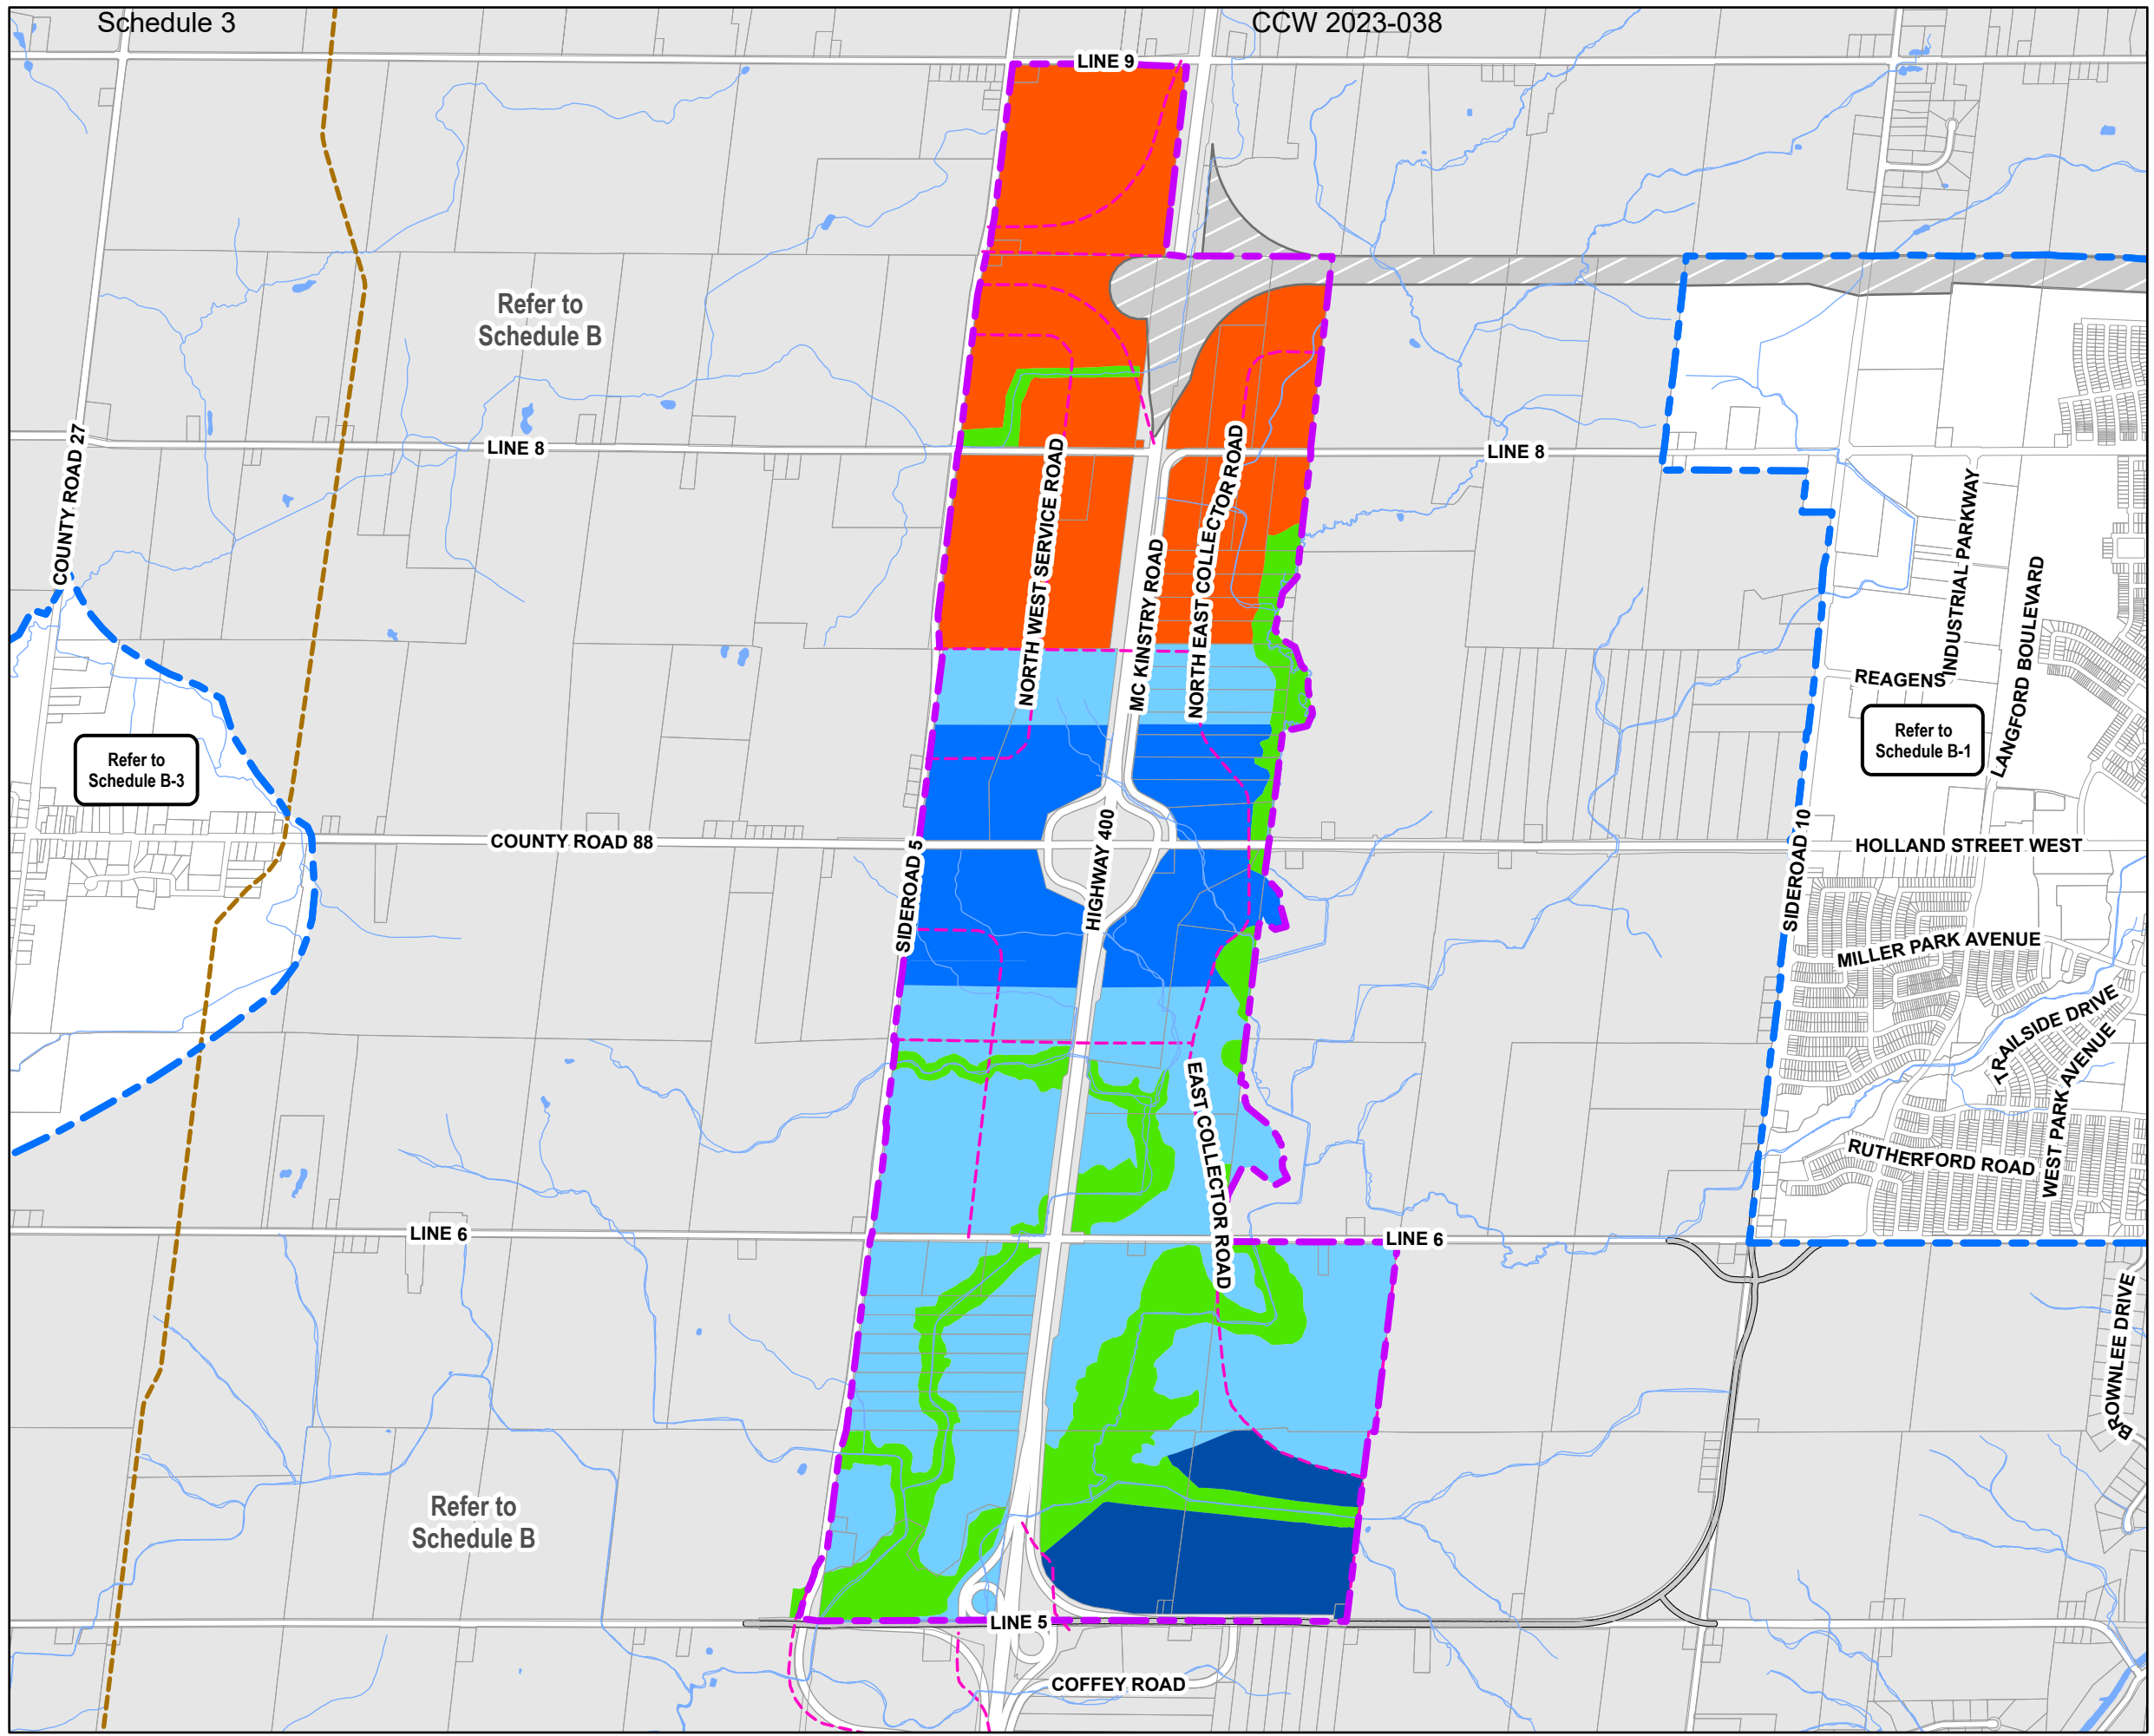 Schedule 3
CCW 2023-038
LINE 9
Refer to
Schedule B
COUNTY ROAD 27
LINE 8
LINE 8
NORTH WEST SERVICE ROAD
MC KINSTRY ROAD
NORTH EAST COLLECTOR ROAD
INDUSTRIAL PARKWAY
LANGFORD BOULEVARD
REAGENS
Refer to
Schedule B-3
Refer to
Schedule B-1
COUNTY ROAD 88
SIDEROAD 5
HIGHWAY 400
SIDEROAD 10
HOLLAND STREET WEST
MILLER PARK AVENUE
TRAILSIDE DRIVE
WEST PARK AVENUE
RUTHERFORD ROAD
EAST COLLECTOR ROAD
LINE 6
LINE 6
BROWNLEE DRIVE
Refer to
Schedule B
LINE 5
COFFEY ROAD